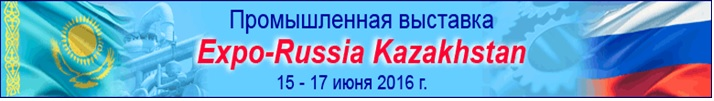 Промышленная выставка
Expo-Russia Kazakhstan
15 - 17 июня 2016 г.